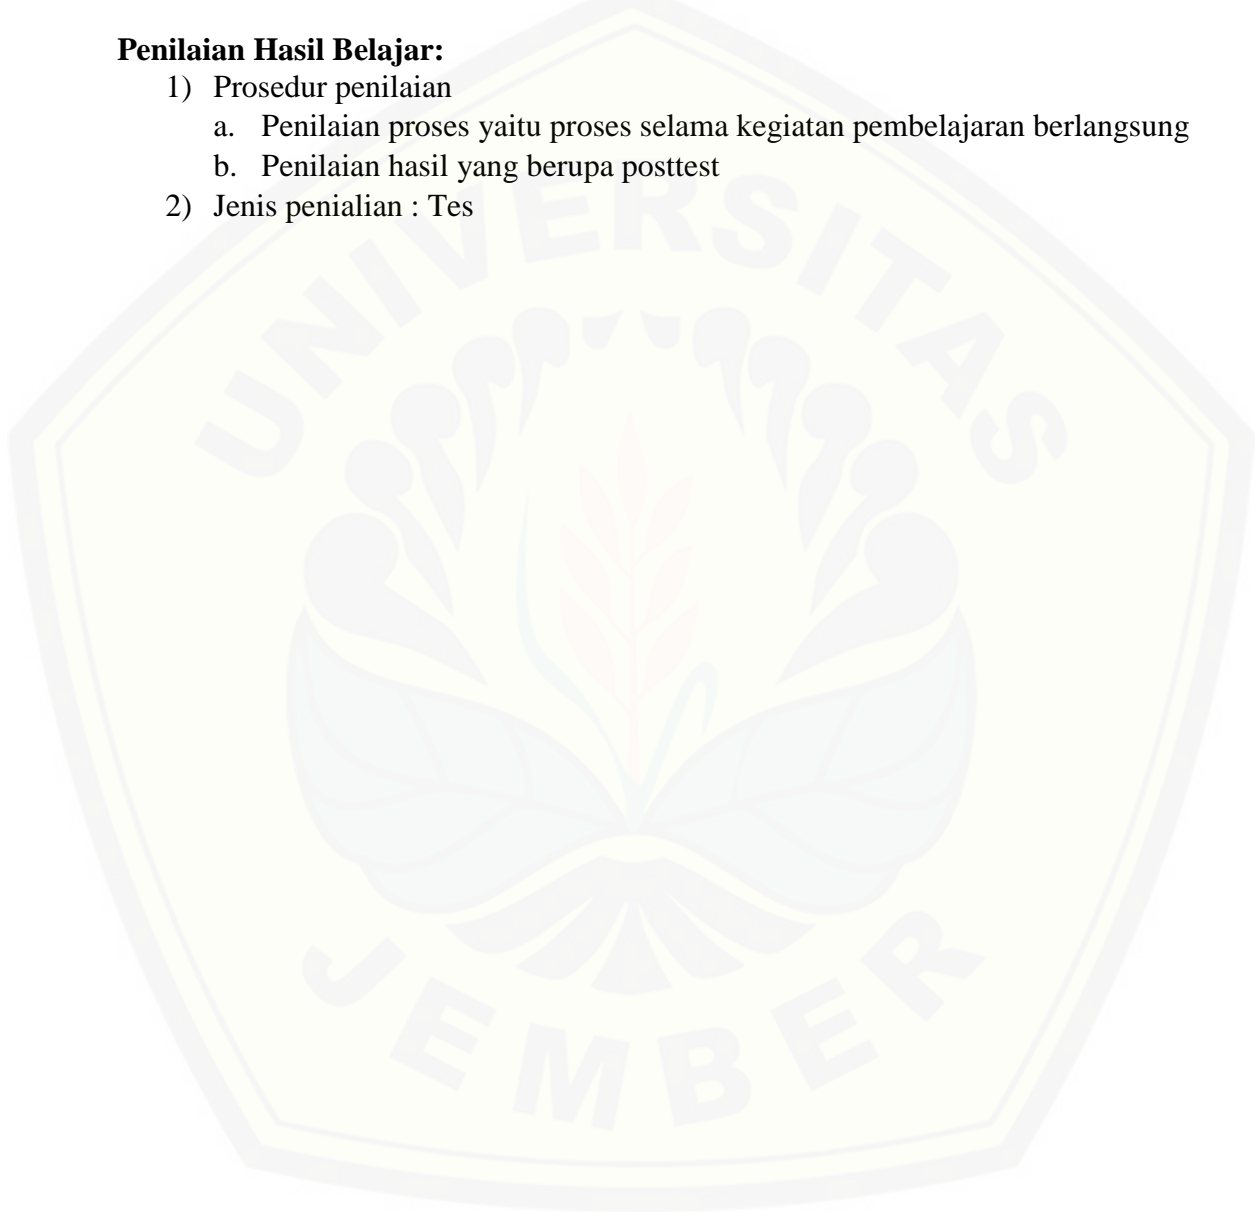 Penilaian Hasil Belajar:
1) Prosedur penilaian
a. Penilaian proses yaitu proses selama kegiatan pembelajaran berlangsung
b. Penilaian hasil yang berupa posttest
2) Jenis penialian : Tes
UNIVERSITAS
JEMBER